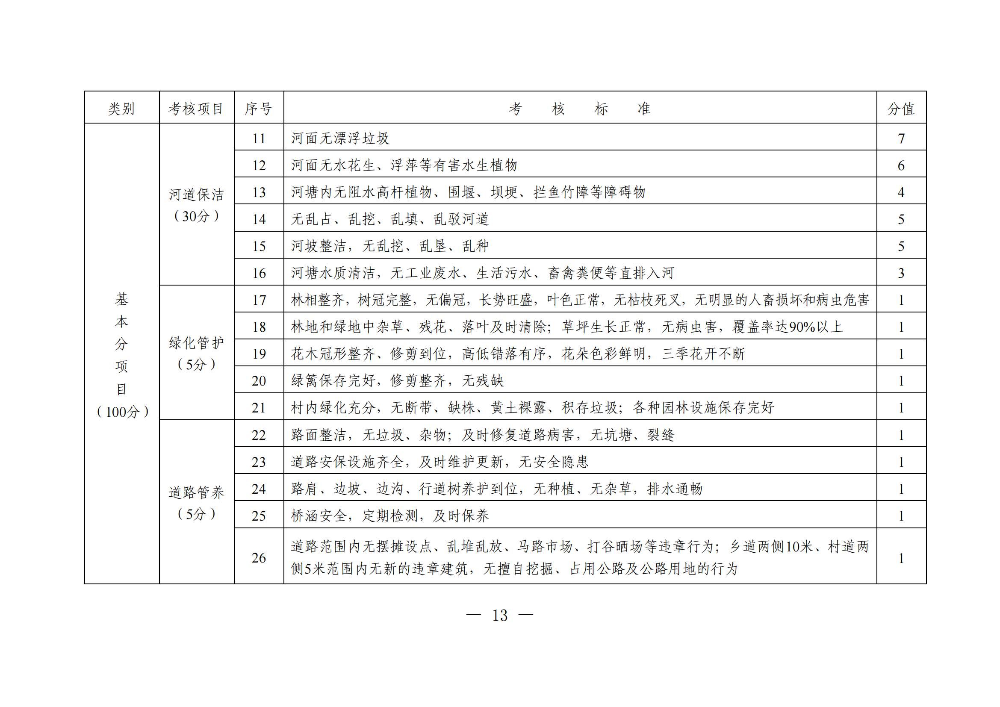 类别 考核项目 序号 考核标准 分值
基本分项目
（100分）
河道保洁
（30分）
11 河面无漂浮垃圾 7
12 河面无水花生、浮萍等有害水生植物 6
13 河塘内无阻水高杆植物、围堰、坝埂、拦鱼竹障等障碍物 4
14 无乱占、乱挖、乱填、乱驳河道 5
15 河坡整洁，无乱挖、乱垦、乱种 5
16 河塘水质清洁，无工业废水、生活污水、畜禽粪便等直排入河 3
绿化管护
（5分）
17 林相整齐，树冠完整，无偏冠，长势旺盛，叶色正常，无枯枝死叉，无明显的人畜损坏和病虫危害 1
18 林地和绿地中杂草、残花、落叶及时清除；草坪生长正常，无病虫害，覆盖率达90%以上 1
19 花木冠形整齐、修剪到位，高低错落有序，花朵色彩鲜明，三季花开不断 1
20 绿篱保存完好，修剪整齐，无残缺 1
21 村内绿化充分，无断带、缺株、黄土裸露、积存垃圾；各种园林设施保存完好 1
道路管养
（5分）
22 路面整洁，无垃圾、杂物；及时修复道路病害，无坑塘、裂缝 1
23 道路安保设施齐全，及时维护更新，无安全隐患 1
24 路肩、边坡、边沟、行道树养护到位，无种植、无杂草，排水通畅 1
25 桥涵安全，定期检测，及时保养 1
26 道路范围内无摆摊设点、乱堆乱放、马路市场、打谷晒场等违章行为；乡道两侧10米、村道两
侧5米范围内无新的违章建筑，无擅自挖掘、占用公路及公路用地的行为 1
— 13 —